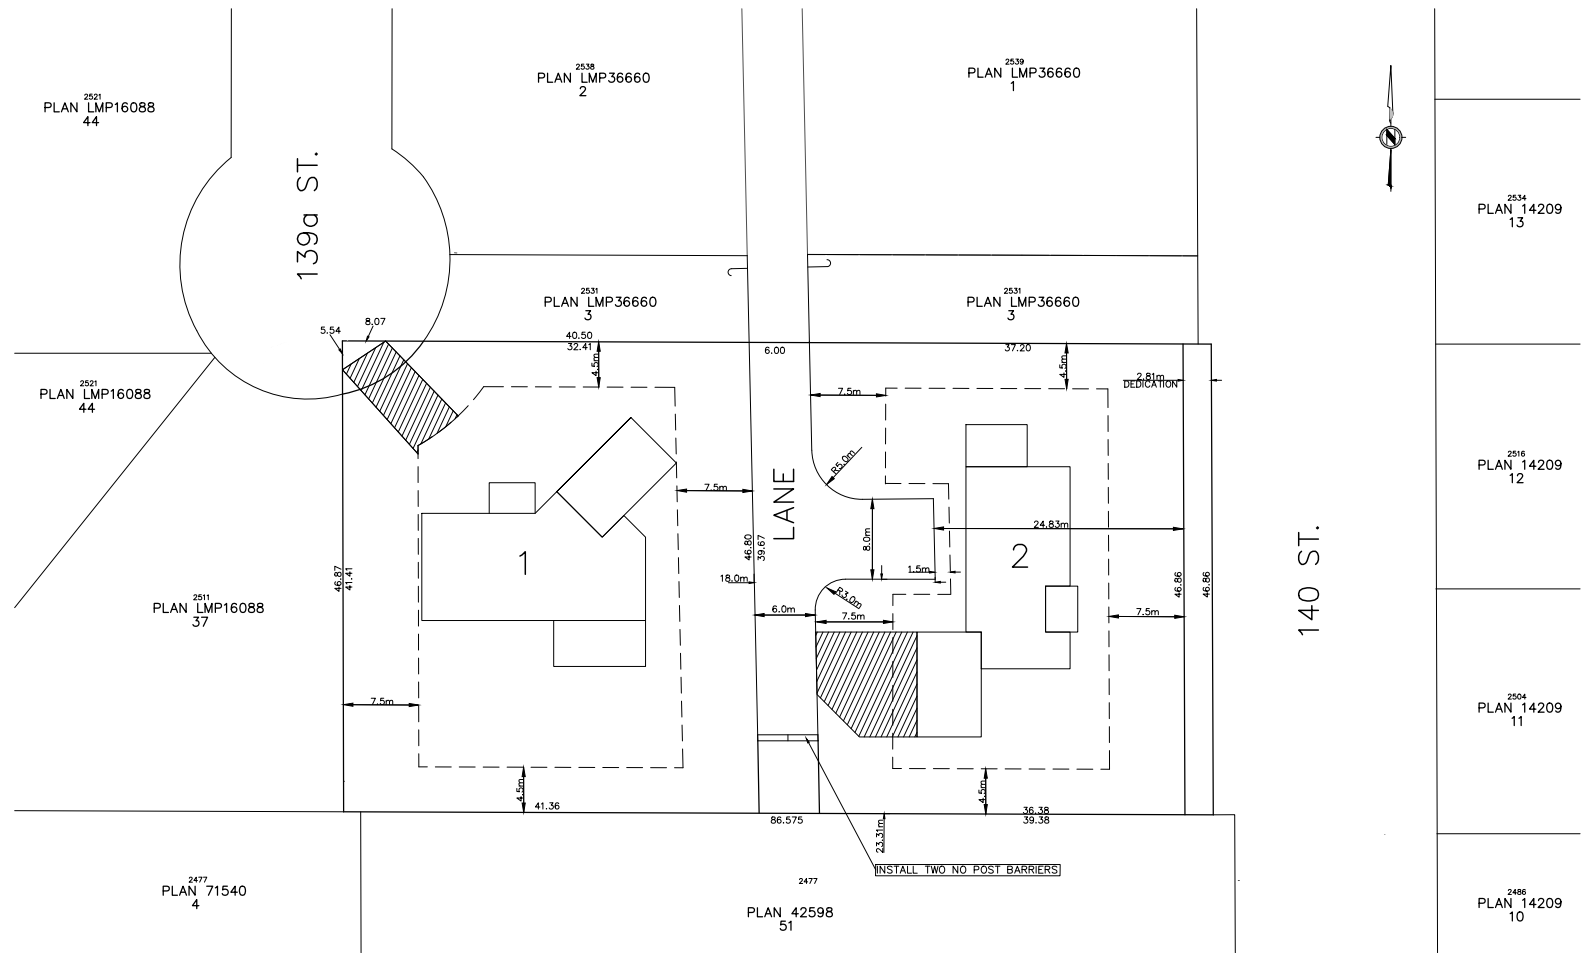 2538
PLAN LMP36660
2
2539
PLAN LMP36660
1
2521
PLAN LMP16088
44
139a ST.
2534
PLAN 14209
13
2531
PLAN LMP36660
3
2531
PLAN LMP36660
3
5.54
8.07
40.50
32.41
6.00
37.20
4.5m
4.5m
2.81m
DEDICATION
7.5m
2521
PLAN LMP16088
44
R5.0m
2516
PLAN 14209
12
7.5m
LANE
24.83m
8.0m
1
2
46.80
39.67
1.5m
18.0m
46.87
41.41
46.86
46.86
140 ST.
R3.0m
2511
PLAN LMP16088
37
6.0m
7.5m
7.5m
7.5m
2504
PLAN 14209
11
4.5m
4.5m
41.36
86.575
36.38
39.38
23.31m
INSTALL TWO NO POST BARRIERS
2477
PLAN 71540
4
2477
PLAN 42598
51
2486
PLAN 14209
10